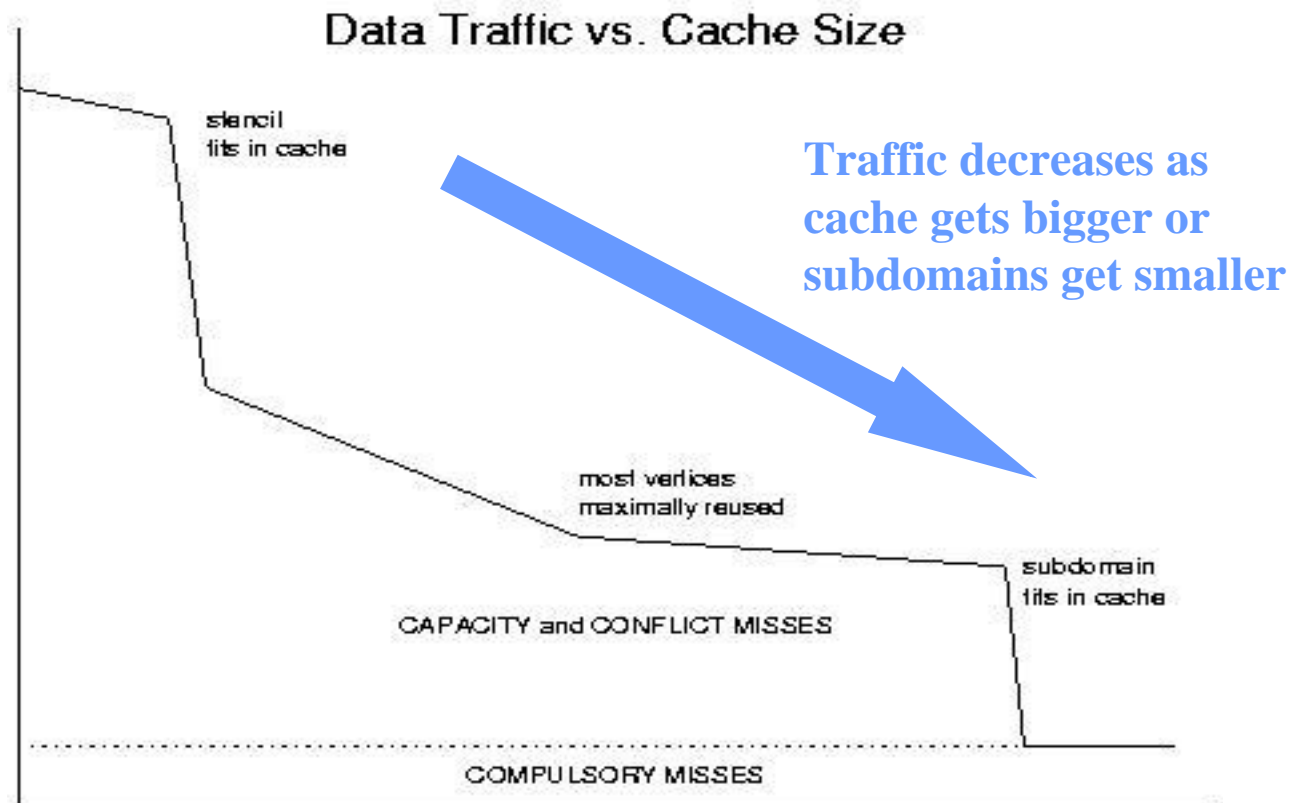 Data Traffic vs. Cache Size
stencil
fits in cache
Traffic decreases as
cache gets bigger or
subdomains get smaller
most vertices
maximally reused
subdomain
fits in cache
CAPACITY and CONFLICT MISSES
COMPULSORY MISSES